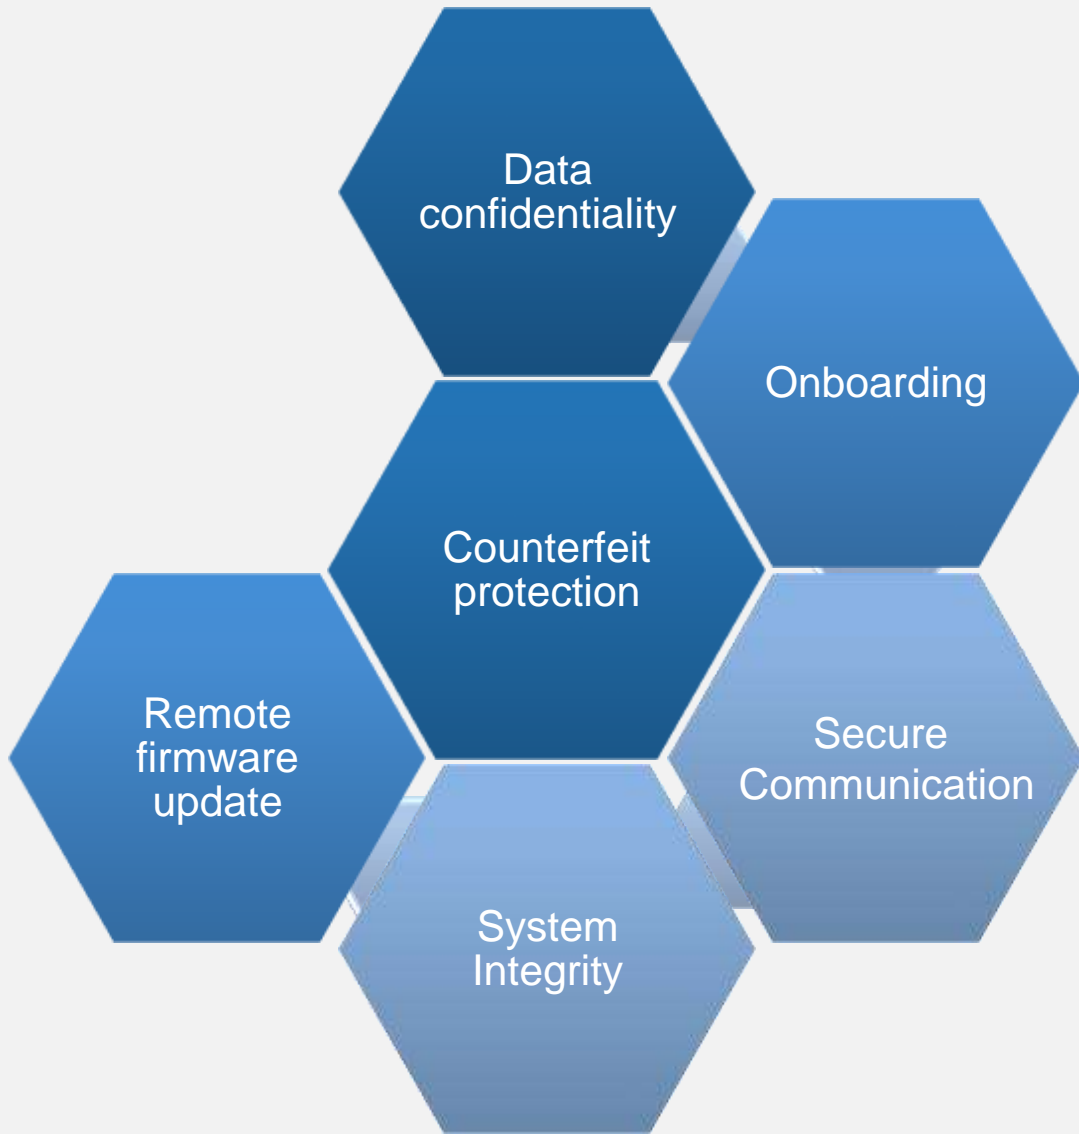 Data
confidentiality
Onboarding
Counterfeit
protection
Remote
firmware
update
Secure
Communication
System
Integrity